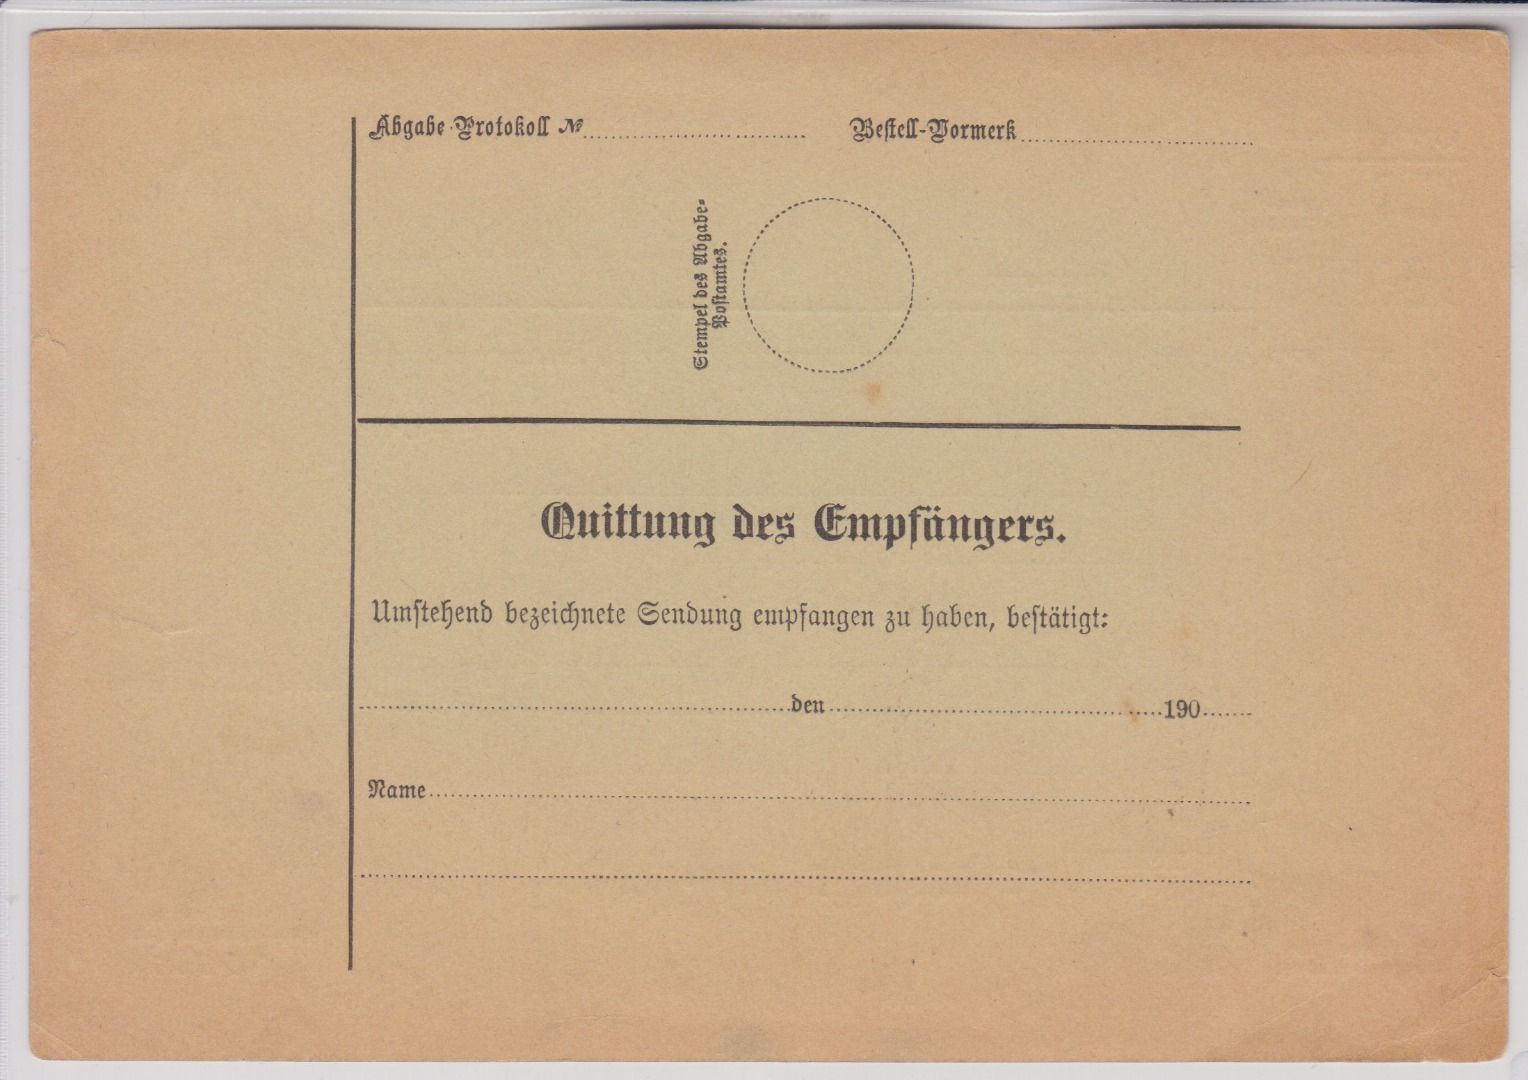 Abgabe-Protokoll № Bestell-Vormerk
Stempel des Abgabe-
Postamtes.
Quittung des Empfängers.
Umstehend bezeichnete Sendung empfangen zu haben, bestätigt:
den 190
Name